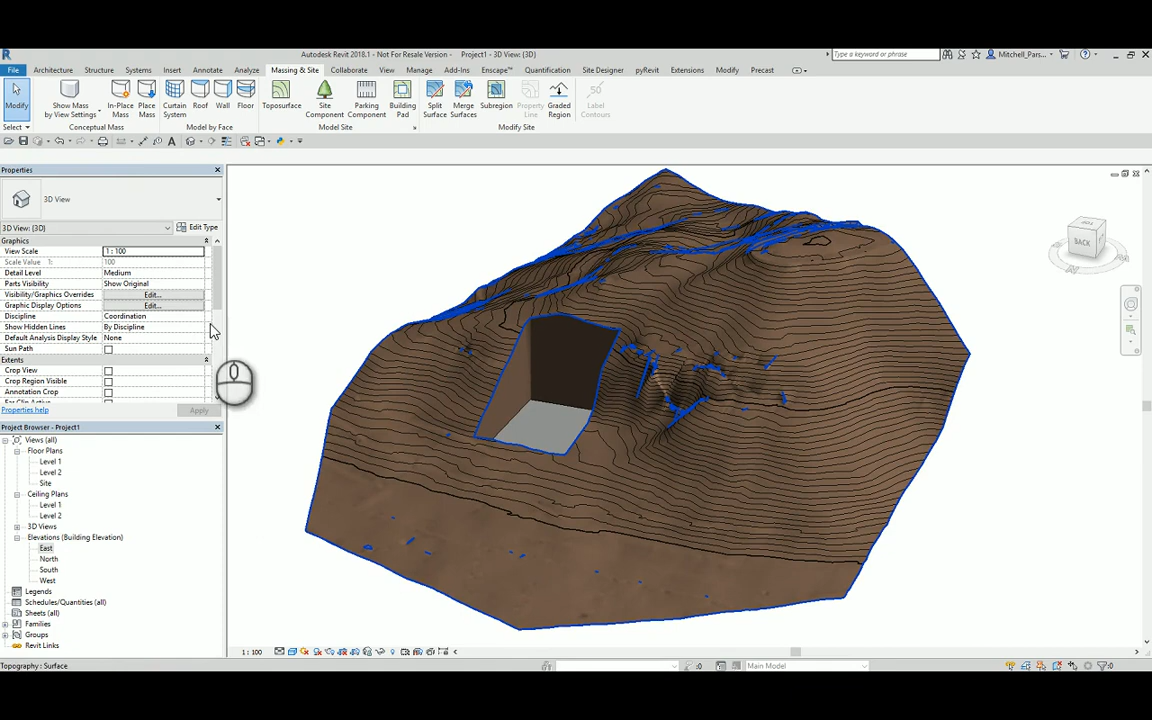 Autodesk Revit 2018.1 - Not For Resale Version - Project1 - 3D View: {3D}
Type a keyword or phrase
Mitchell_Pars...
File Architecture Structure Systems Insert Annotate Analyze Massing & Site Collaborate View Manage Add-Ins Enscape™ Quantification Site Designer pyRevit Extensions Modify Precast
Modify
Show Mass by View Settings
In-Place Mass
Place Mass
Curtain System
Roof
Wall
Floor
Toposurface
Site Component
Parking Component
Building Pad
Split Surface
Merge Surfaces
Subregion
Property Line
Graded Region
Label Contours
Select
Conceptual Mass
Model by Face
Model Site
Modify Site
Properties
3D View
3D View: {3D}
Edit Type
Graphics
View Scale 1 : 100
Scale Value 1: 100
Detail Level Medium
Parts Visibility Show Original
Visibility/Graphics Overrides Edit...
Graphic Display Options Edit...
Discipline Coordination
Show Hidden Lines By Discipline
Default Analysis Display Style None
Sun Path
Extents
Crop View
Crop Region Visible
Annotation Crop
Far Clip Active
Properties help
Apply
Project Browser - Project1
Views (all)
Floor Plans
Level 1
Level 2
Site
Ceiling Plans
Level 1
Level 2
3D Views
Elevations (Building Elevation)
East
North
South
West
Legends
Schedules/Quantities (all)
Sheets (all)
Families
Groups
Revit Links
BACK
1 : 100
Topography : Surface
:0
Main Model
:0